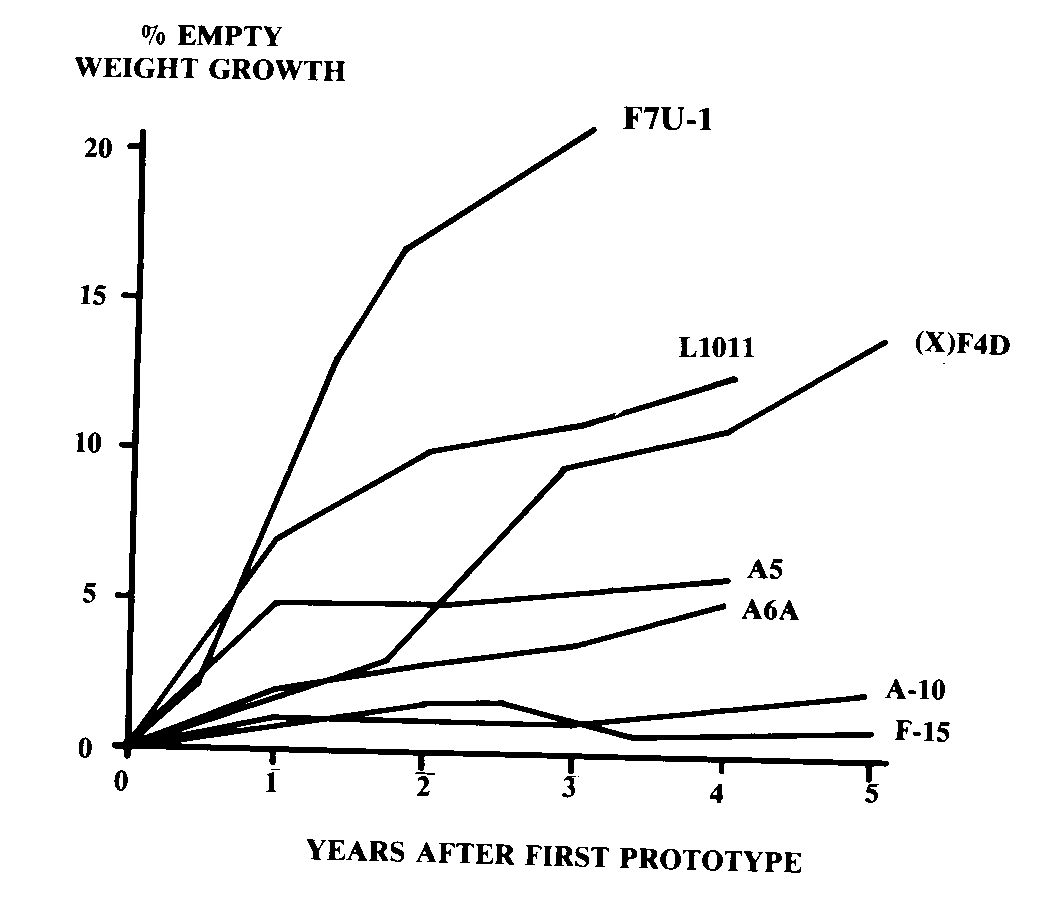 % EMPTY
WEIGHT GROWTH
20
15
10
5
0
F7U-1
L1011
(X)F4D
A5
A6A
A-10
F-15
0 1 2 3 4 5
YEARS AFTER FIRST PROTOTYPE